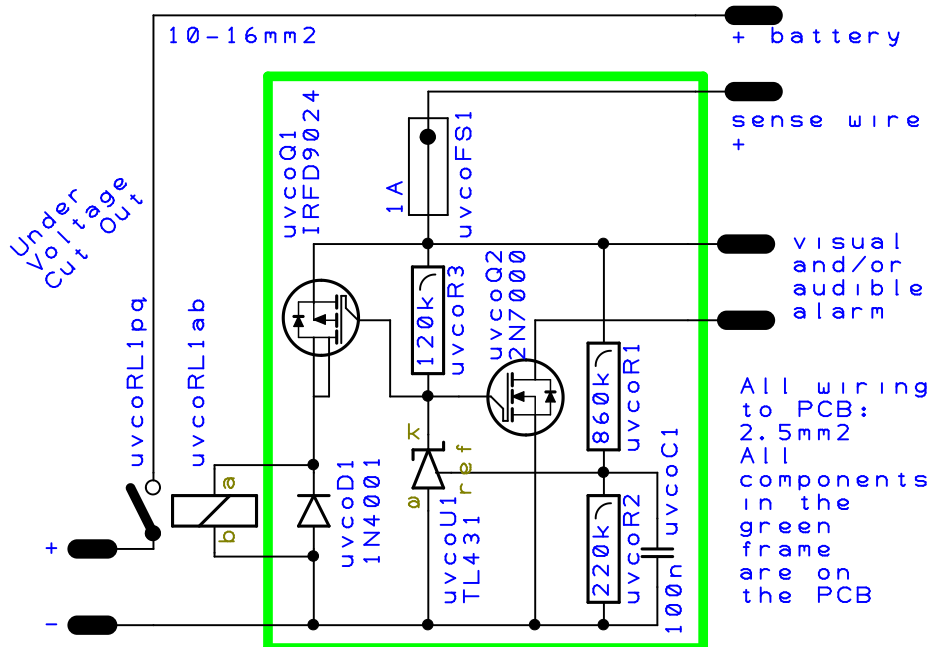 10-16mm2
+ battery
sense wire
+
uvcoQ1
IRFD9024
1A
uvcoFS1
Under
Voltage
Cut Out
visual
and/or
audible
alarm
120k
uvcoR3
uvcoQ2
2N7000
uvcoRL1pq
uvcoRL1ab
860k
uvcoR1
All wiring
to PCB:
2.5mm2
All
components
in the
green
frame
are on
the PCB
k
ref
a
uvcoU1
TL431
a
b
uvcoD1
1N4001
220k
uvcoR2
uvcoC1
100n
+
-